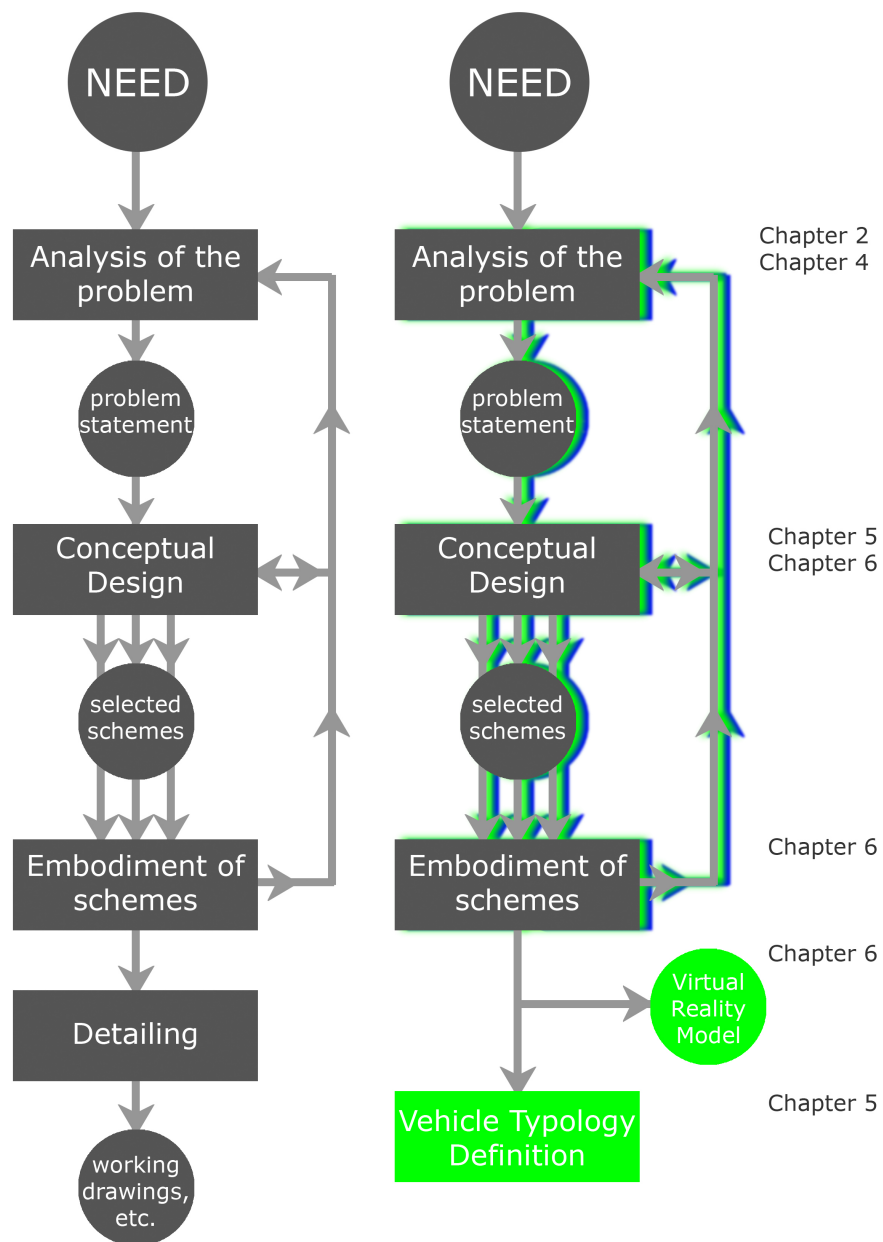 NEED
Analysis of the
problem
problem
statement
Conceptual
Design
selected
schemes
Embodiment of
schemes
Detailing
working
drawings,
etc.
NEED
Analysis of the
problem
problem
statement
Conceptual
Design
selected
schemes
Embodiment of
schemes
Virtual
Reality
Model
Vehicle Typology
Definition
Chapter 2
Chapter 4
Chapter 5
Chapter 6
Chapter 6
Chapter 6
Chapter 5